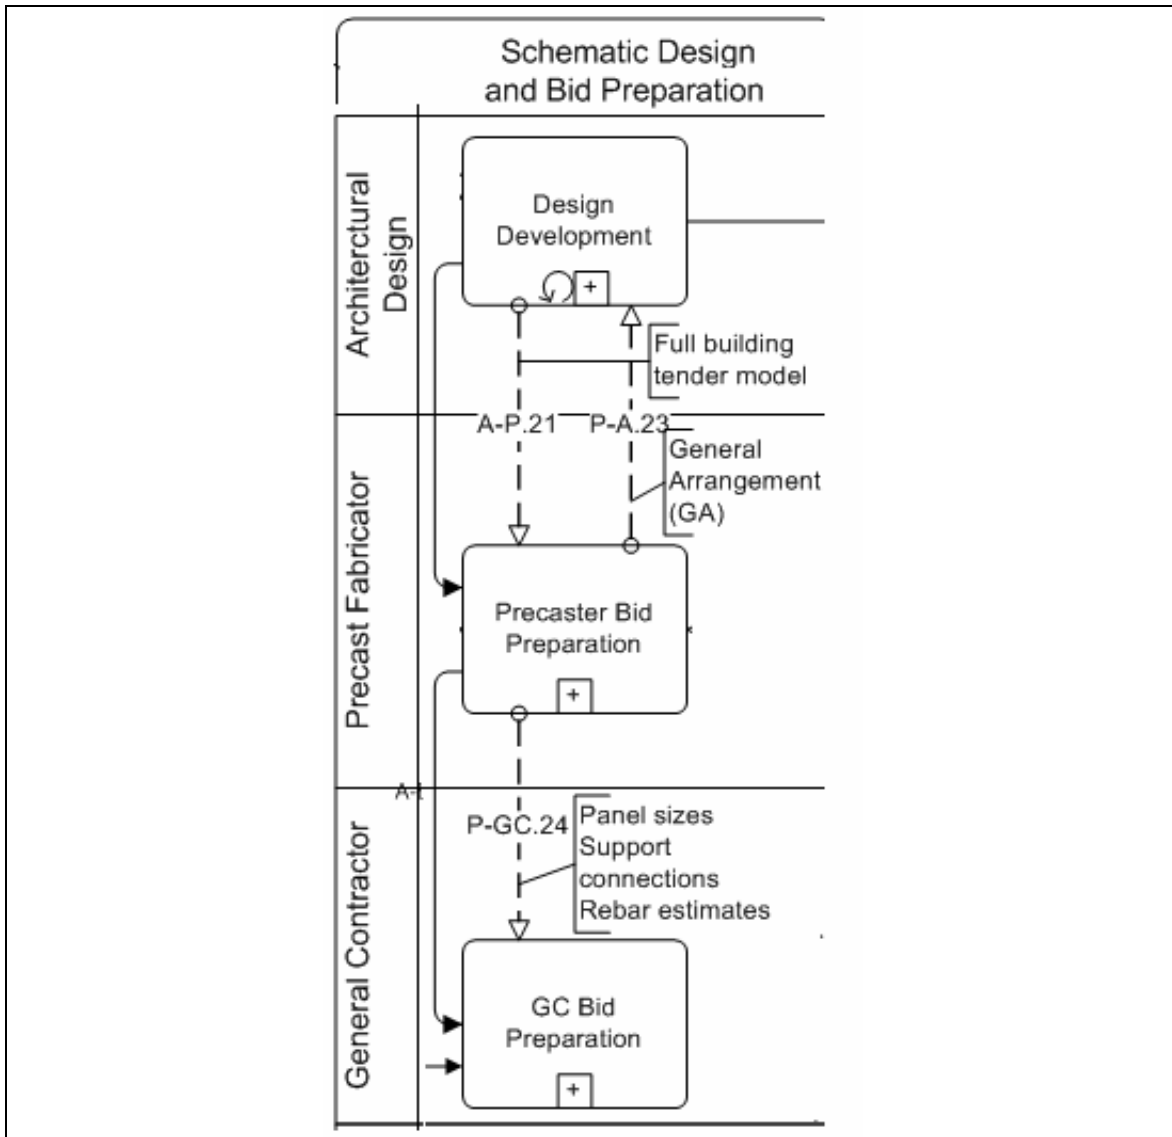 Schematic Design
and Bid Preparation
Architerctural
Design
Design
Development
+
Full building
tender model
A-P.21
P-A.23
General
Arrangement
(GA)
Precast Fabricator
Precaster Bid
Preparation
+
P-GC.24
Panel sizes
Support
connections
Rebar estimates
General Contractor
GC Bid
Preparation
+